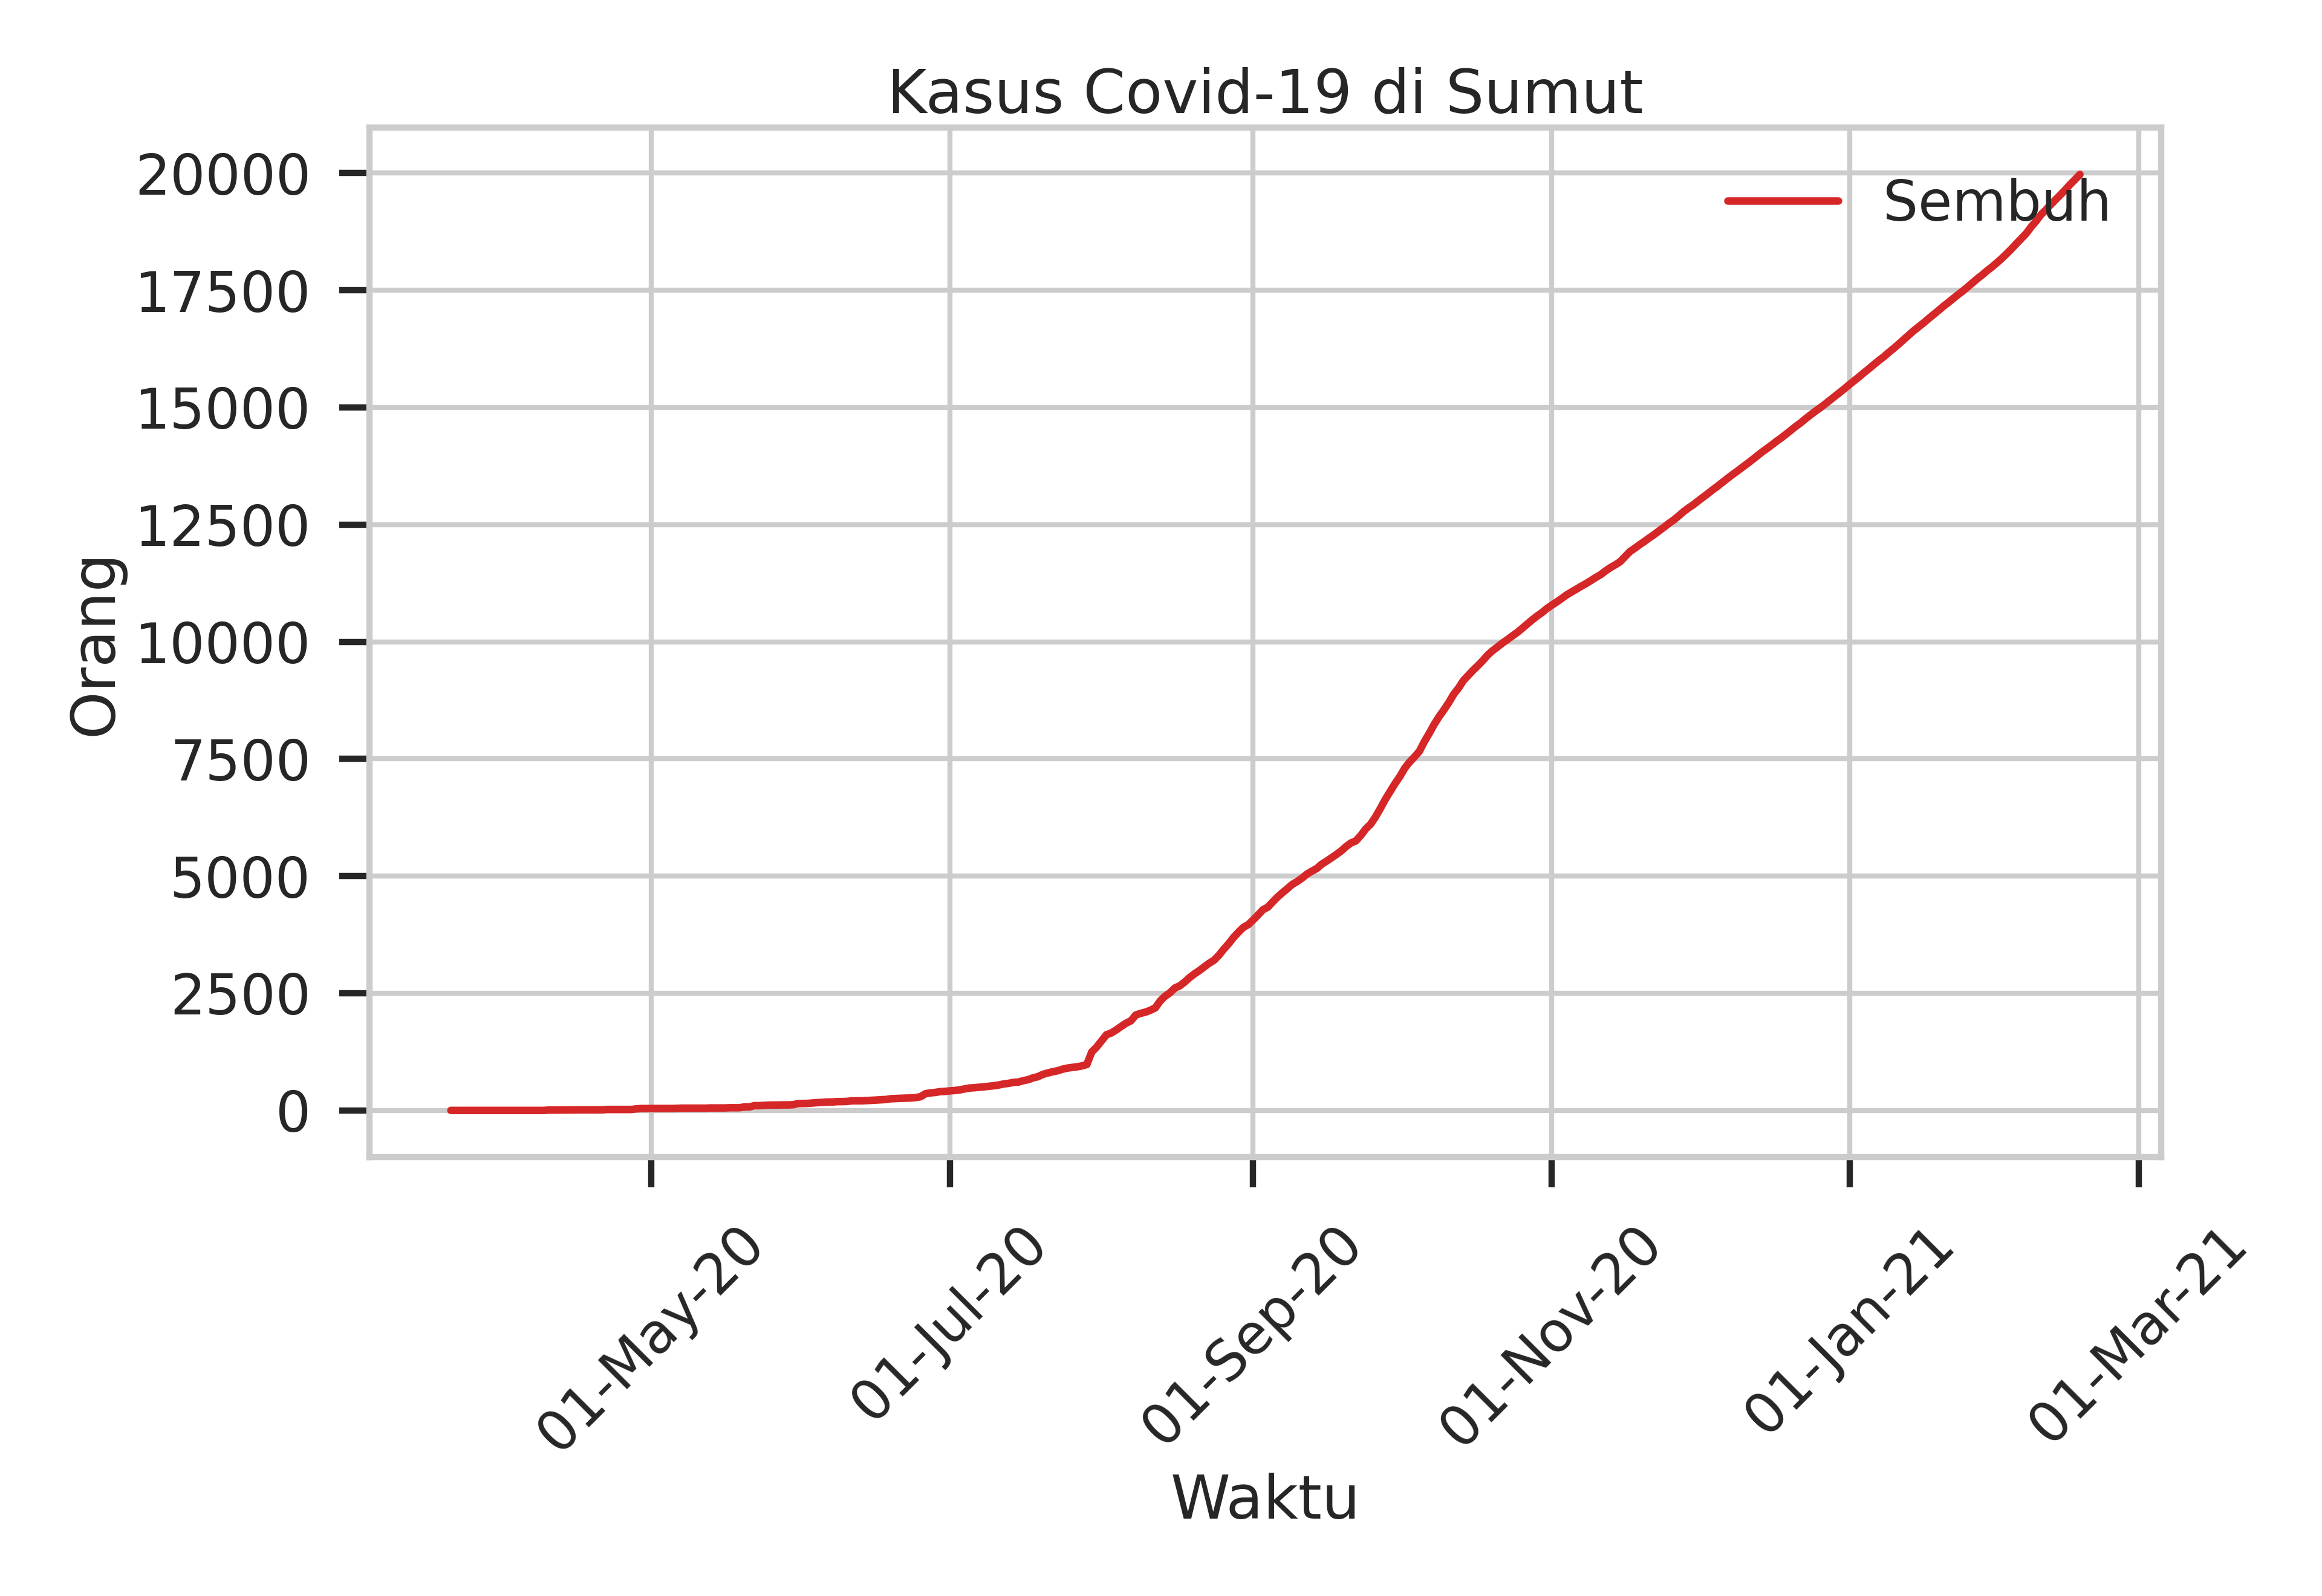 Kasus Covid-19 di Sumut
Sembuh
20000
17500
15000
12500
10000
7500
5000
2500
0
Orang
01-May-20
01-Jul-20
01-Sep-20
01-Nov-20
01-Jan-21
01-Mar-21
Waktu